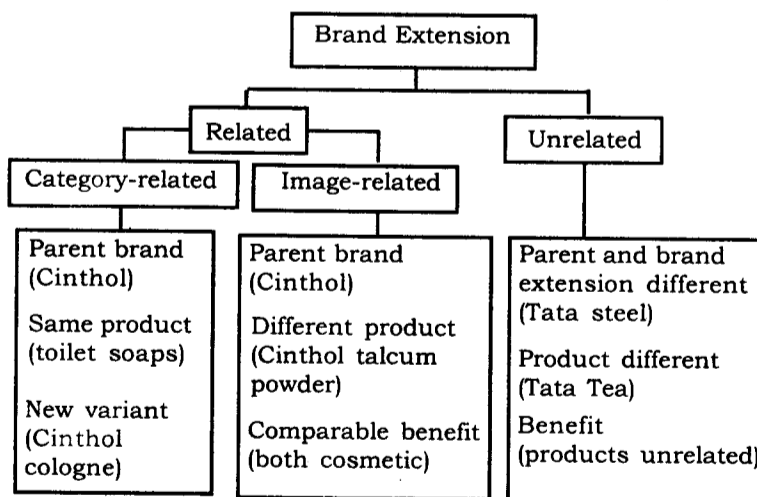 Brand Extension
Related
Unrelated
Category-related
Image-related
Parent brand
(Cinthol)
Same product
(toilet soaps)
New variant
(Cinthol
cologne)
Parent brand
(Cinthol)
Different product
(Cinthol talcum
powder)
Comparable benefit
(both cosmetic)
Parent and brand
extension different
(Tata steel)
Product different
(Tata Tea)
Benefit
(products unrelated)